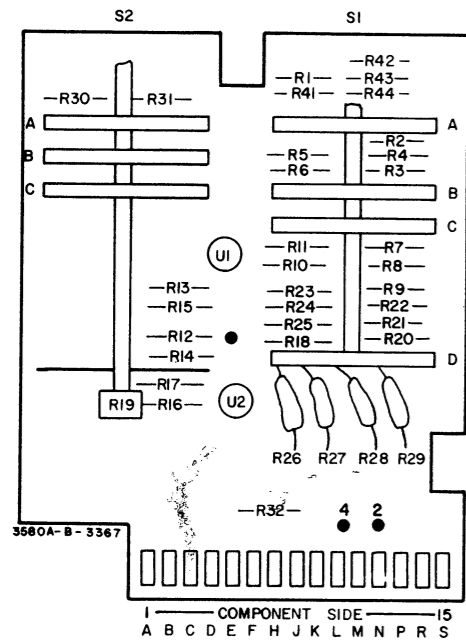 S2 S1
R42
R1 R43
R41 R44
R30 R31
A A
R2
R5 R4
R6 R3
B B
C C
U1
R11 R7
R10 R8
R13 R23 R9
R15 R24 R22
R25 R21
R12 R18 R20
R14 D
R17
R19 R16 U2
R26 R27 R28 R29
R32 4 2
3580A-B-3367
1 COMPONENT SIDE 15
A B C D E F H J K L M N P R S